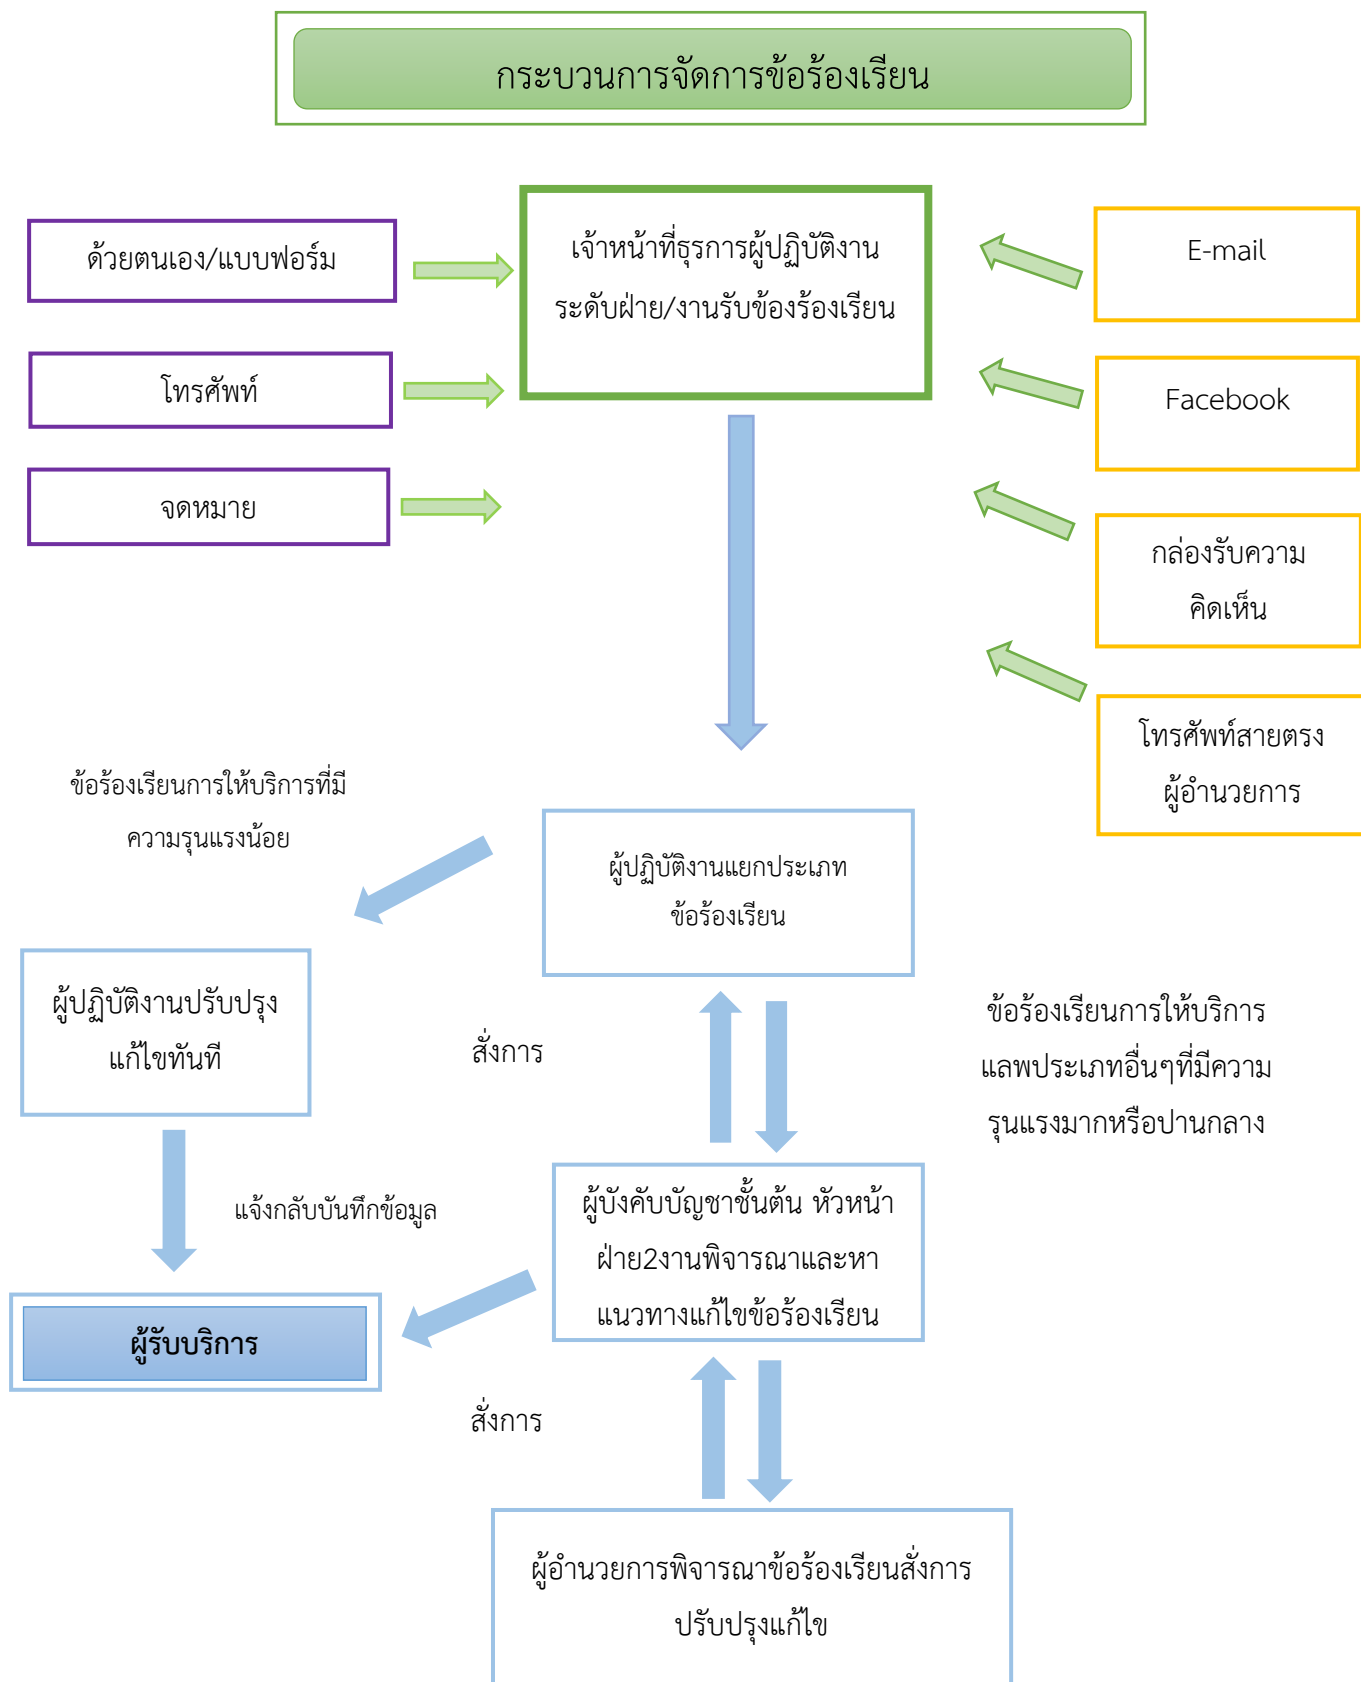 กระบวนการจัดการข้อร้องเรียน
ด้วยตนเอง/แบบฟอร์ม
โทรศัพท์
จดหมาย
เจ้าหน้าที่ธุรการผู้ปฏิบัติงาน
ระดับฝ่าย/งานรับข้องร้องเรียน
E-mail
Facebook
กล่องรับความ
คิดเห็น
โทรศัพท์สายตรง
ผู้อำนวยการ
ข้อร้องเรียนการให้บริการที่มี
ความรุนแรงน้อย
ผู้ปฏิบัติงานแยกประเภท
ข้อร้องเรียน
ผู้ปฏิบัติงานปรับปรุง
แก้ไขทันที
สั่งการ
ข้อร้องเรียนการให้บริการ
แลพประเภทอื่นๆที่มีความ
รุนแรงมากหรือปานกลาง
แจ้งกลับบันทึกข้อมูล
ผู้บังคับบัญชาชั้นต้น หัวหน้า
ฝ่าย2งานพิจารณาและหา
แนวทางแก้ไขข้อร้องเรียน
ผู้รับบริการ
สั่งการ
ผู้อำนวยการพิจารณาข้อร้องเรียนสั่งการ
ปรับปรุงแก้ไข